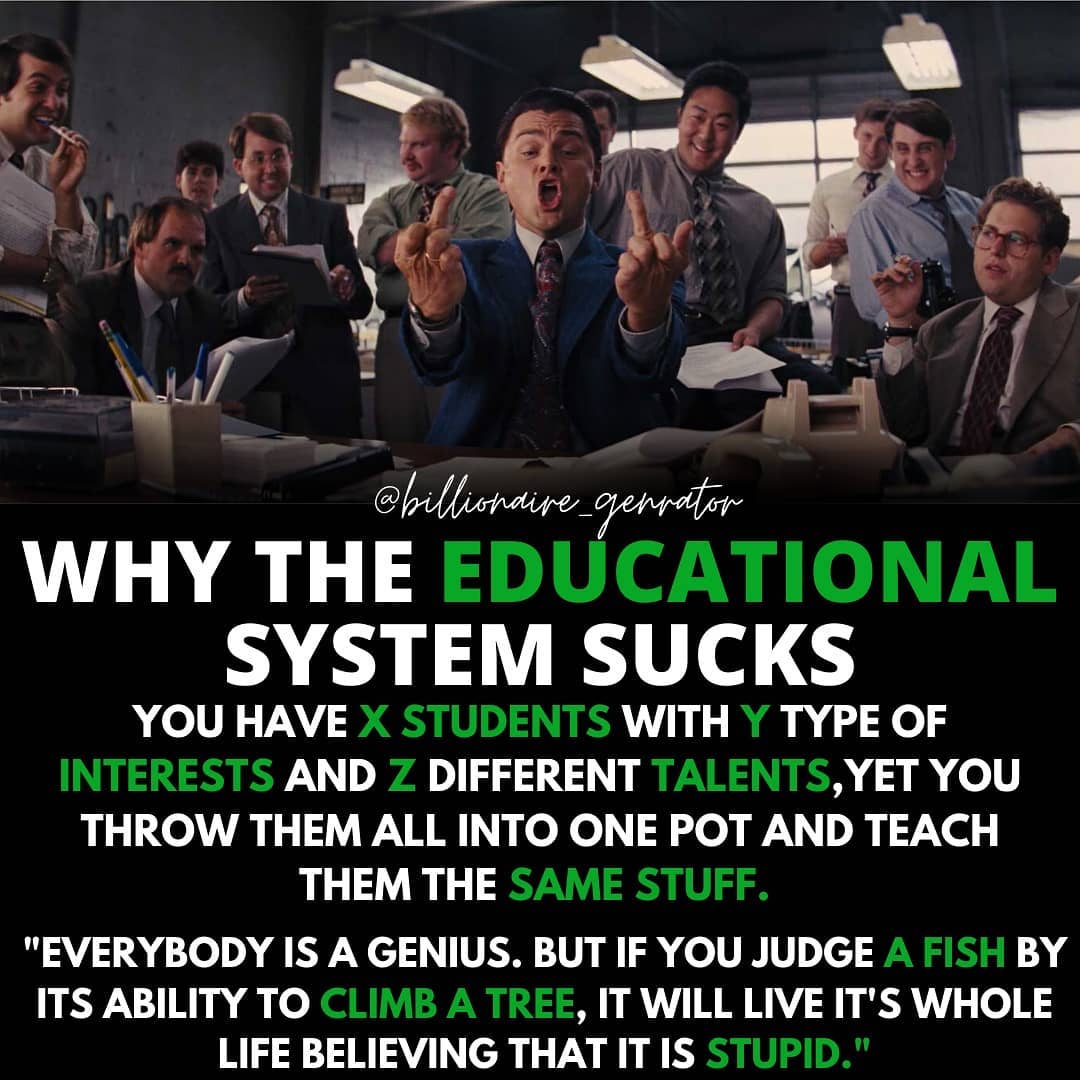 @billionaire_genrator
WHY THE EDUCATIONAL
SYSTEM SUCKS
YOU HAVE X STUDENTS WITH Y TYPE OF
INTERESTS AND Z DIFFERENT TALENTS,YET YOU
THROW THEM ALL INTO ONE POT AND TEACH
THEM THE SAME STUFF.
"EVERYBODY IS A GENIUS. BUT IF YOU JUDGE A FISH BY
ITS ABILITY TO CLIMB A TREE, IT WILL LIVE IT'S WHOLE
LIFE BELIEVING THAT IT IS STUPID."